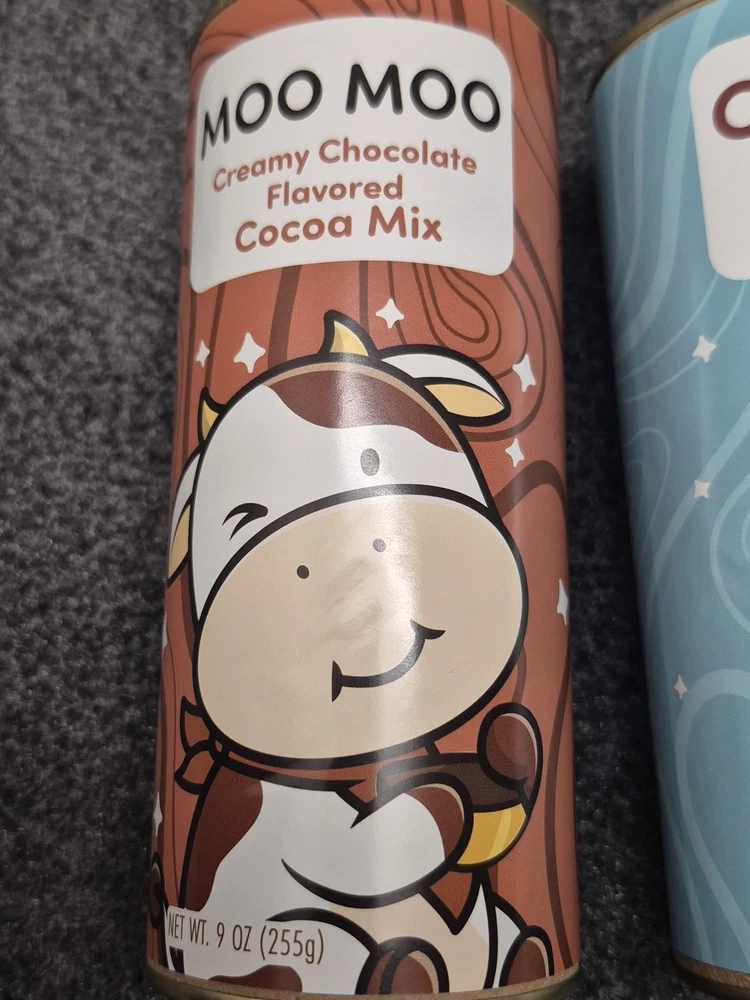 MOO MOO
Creamy Chocolate
Flavored
Cocoa Mix
NET WT. 9 OZ (255g)